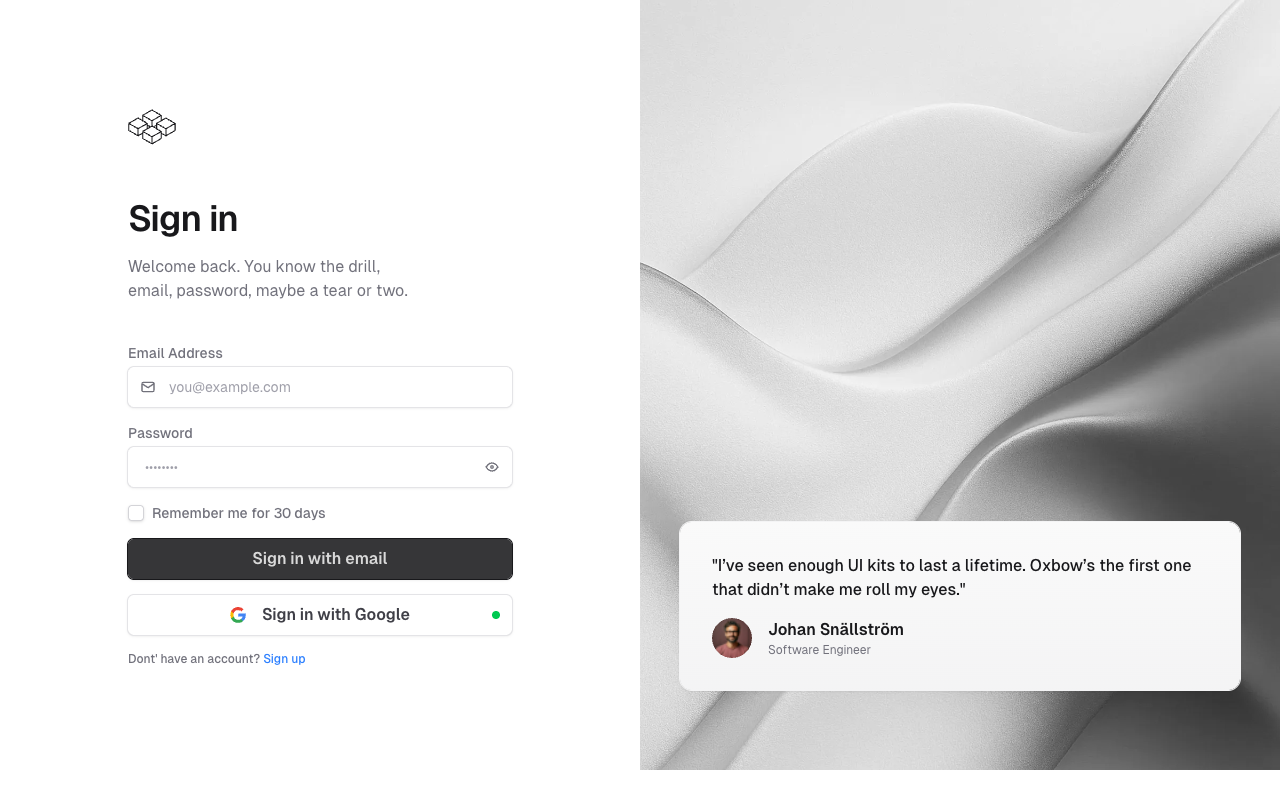 Sign in
Welcome back. You know the drill,
email, password, maybe a tear or two.
Email Address
you@example.com
Password
••••••••
Remember me for 30 days
Sign in with email
Sign in with Google
Dont' have an account? Sign up
"I’ve seen enough UI kits to last a lifetime. Oxbow’s the first one
that didn’t make me roll my eyes."
Johan Snällström
Software Engineer